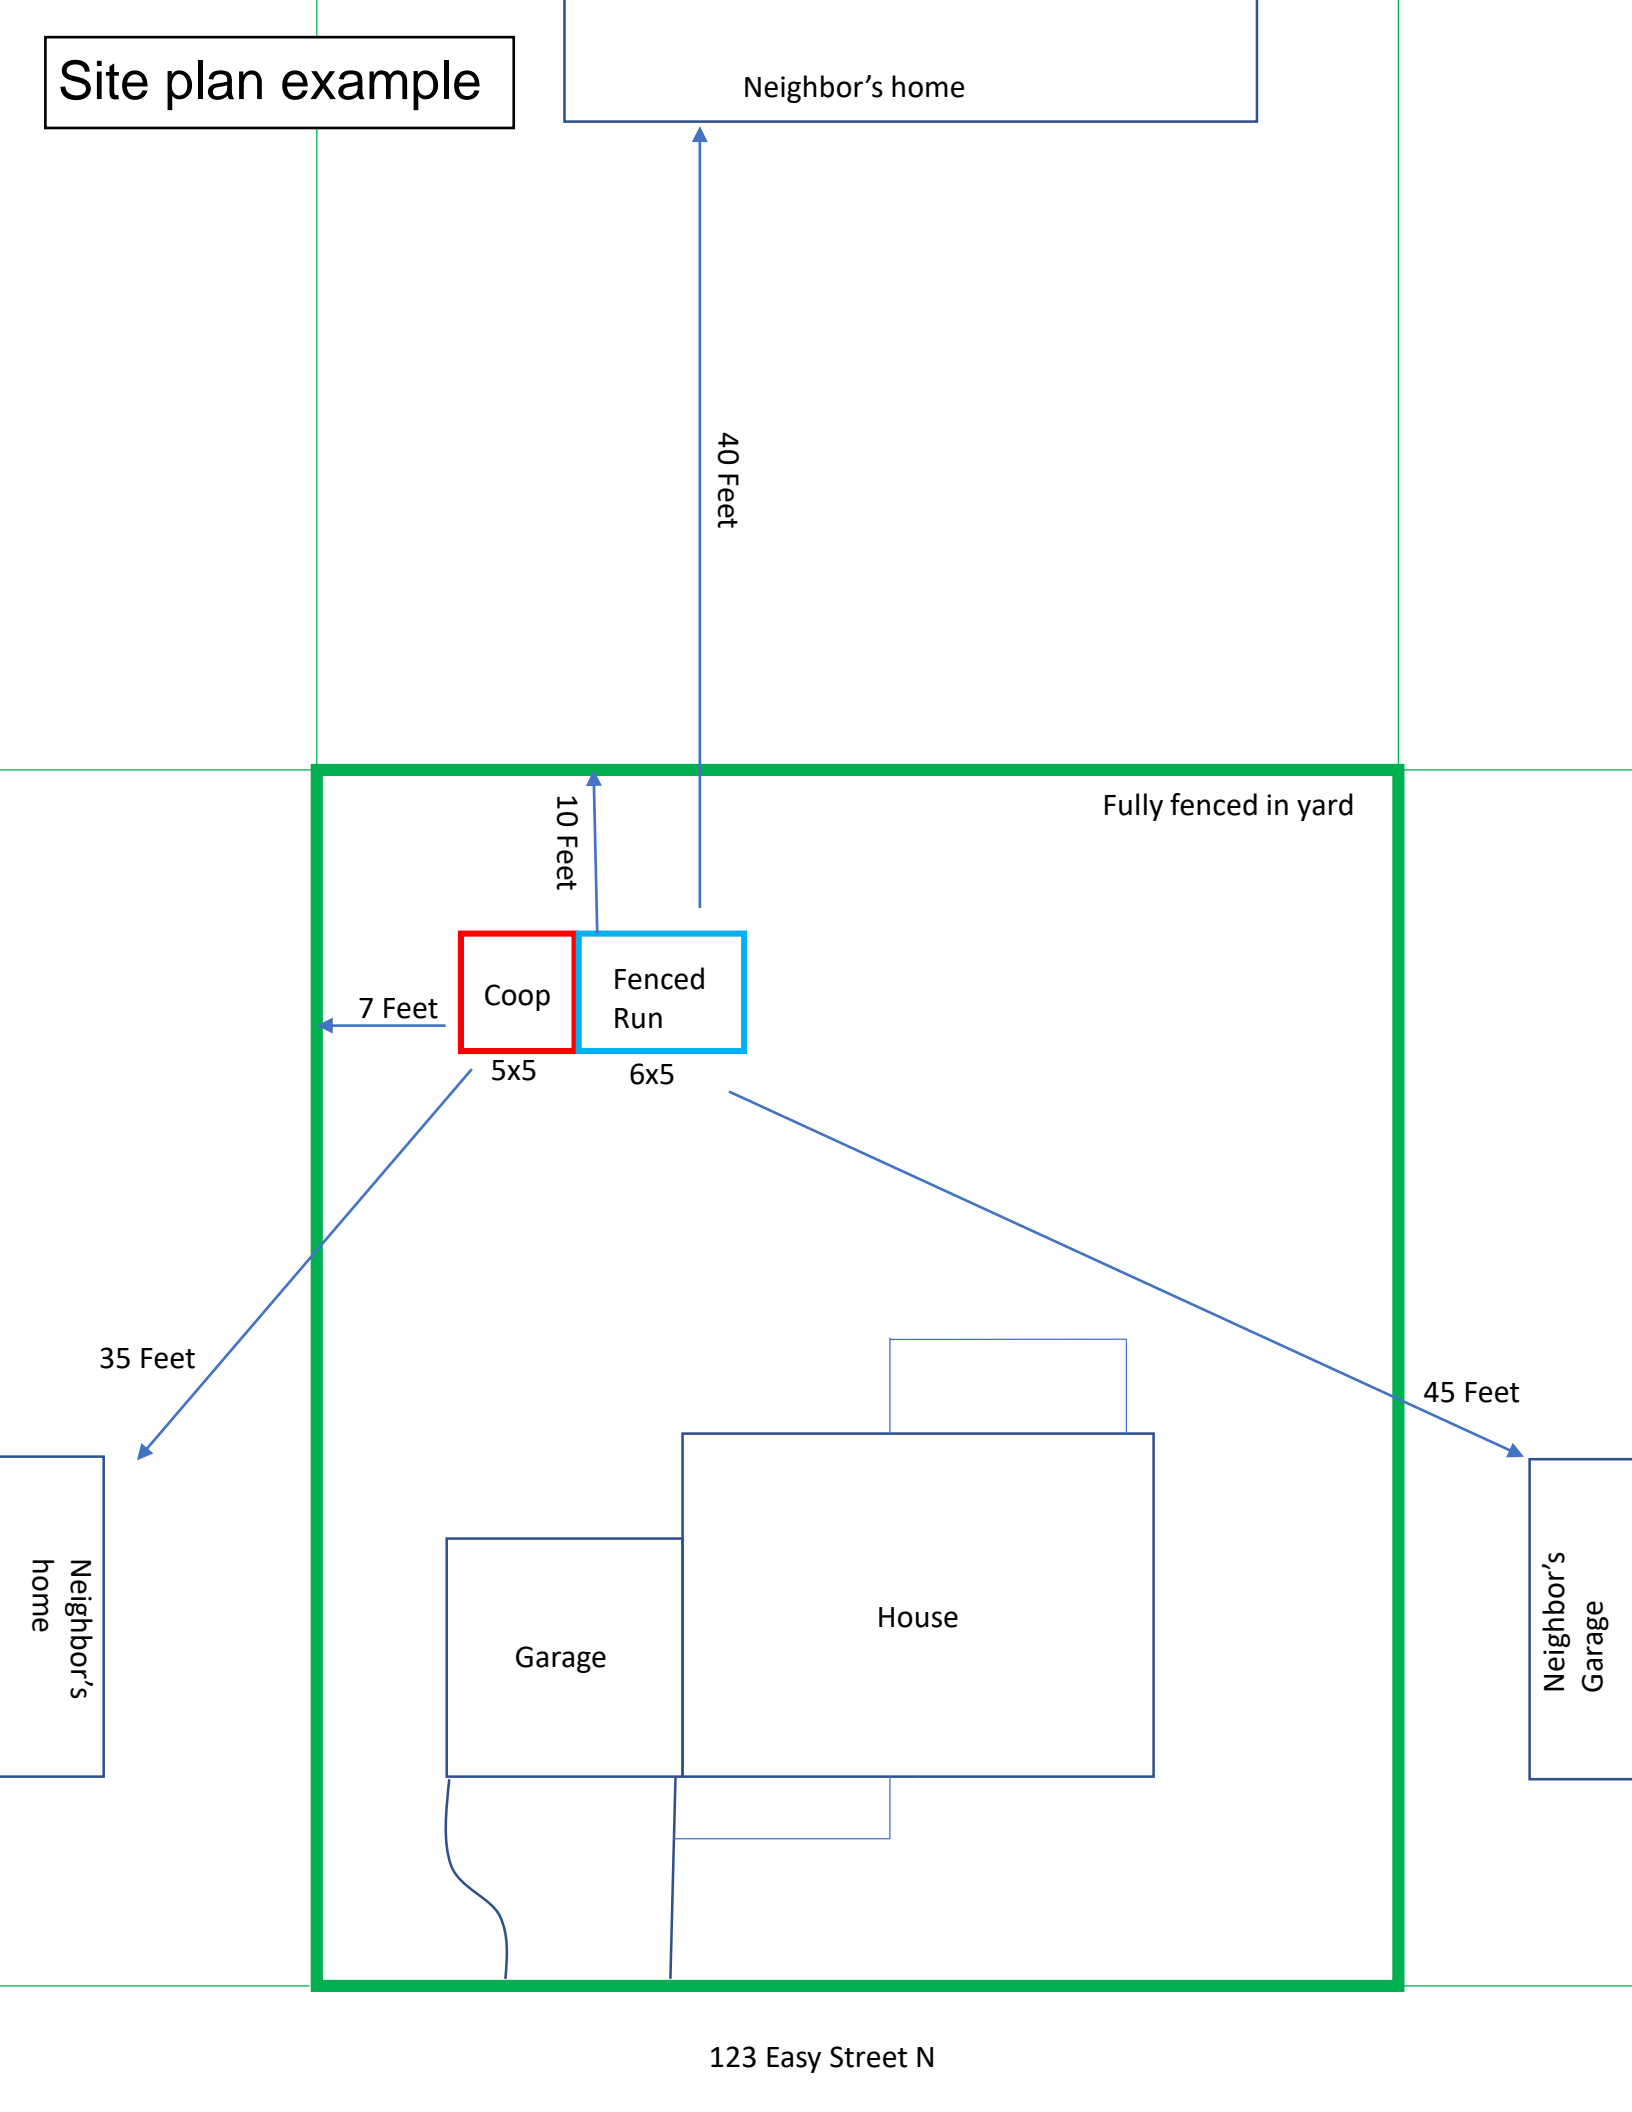 Site plan example
Neighbor’s home
40 Feet
Fully fenced in yard
10 Feet
Fenced
Run
Coop
7 Feet
5x5
6x5
35 Feet
45 Feet
Neighbor’s
home
Neighbor’s
Garage
House
Garage
123 Easy Street N